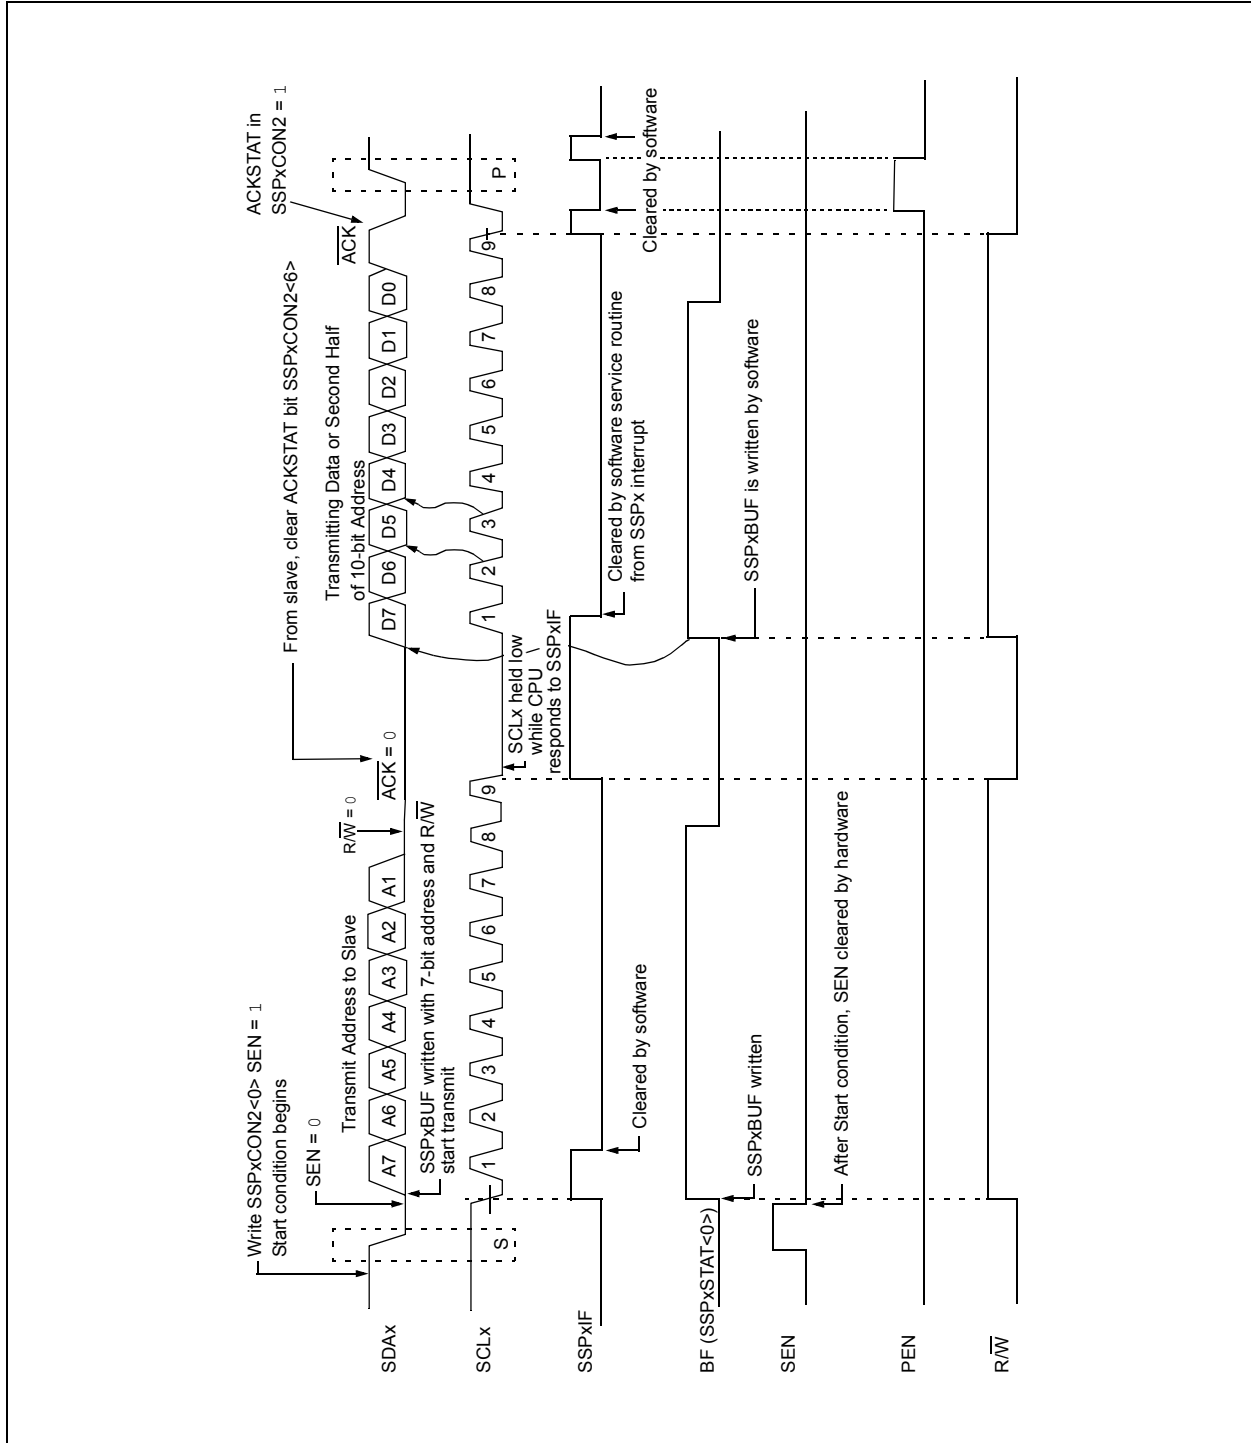 Write SSPxCON2<0> SEN = 1
Start condition begins
SEN = 0
From slave, clear ACKSTAT bit SSPxCON2<6>
ACKSTAT in
SSPxCON2 = 1
Transmit Address to Slave
R/W = 0
ACK = 0
Transmitting Data or Second Half
of 10-bit Address
ACK
SDAx
A7 A6 A5 A4 A3 A2 A1
D7 D6 D5 D4 D3 D2 D1 D0
SSPxBUF written with 7-bit address and R/W
start transmit
SCLx
S
1 2 3 4 5 6 7 8 9
1 2 3 4 5 6 7 8 9
P
SCLx held low
while CPU
responds to SSPxIF
SSPxIF
Cleared by software
Cleared by software service routine
from SSPx interrupt
Cleared by software
BF (SSPxSTAT<0>)
SSPxBUF written
SSPxBUF is written by software
SEN
After Start condition, SEN cleared by hardware
PEN
R/W